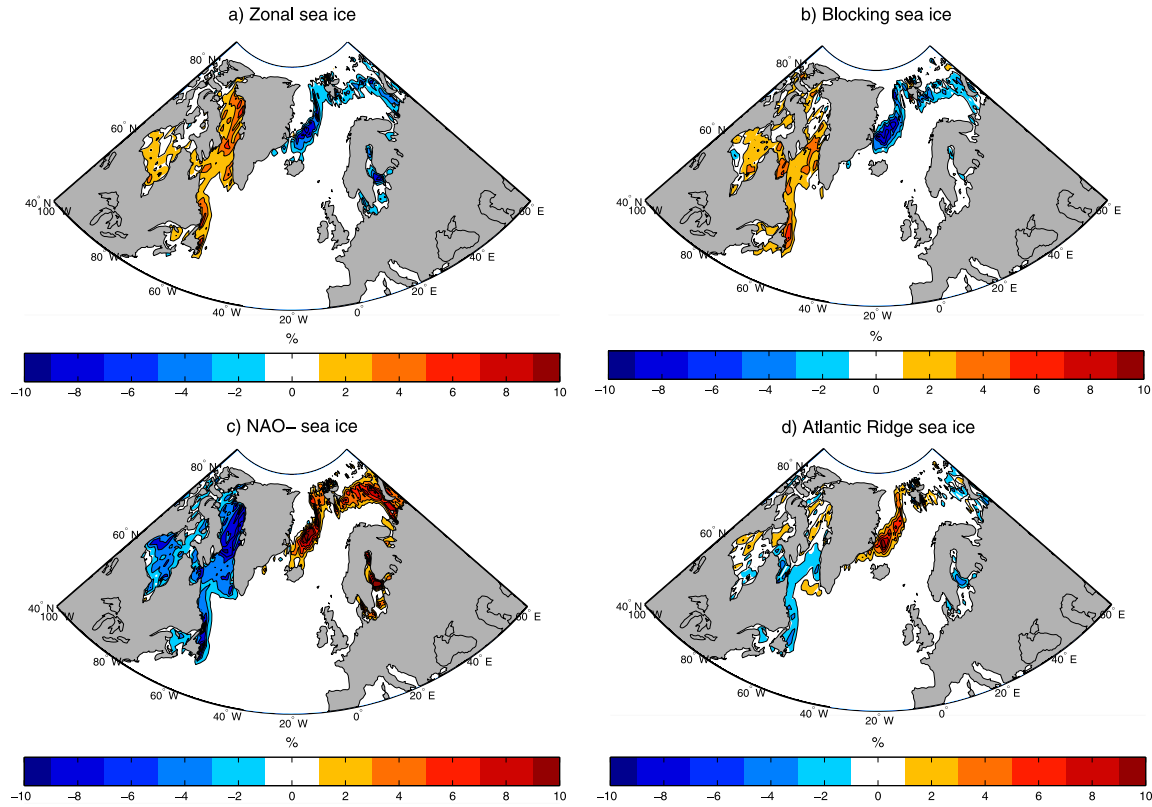 a) Zonal sea ice
80° N
60° N
40° N
100° W
80° W
60° W
40° W
20° W
0°
20° E
40° E
60° E
%
−10 −8 −6 −4 −2 0 2 4 6 8 10
b) Blocking sea ice
80° N
60° N
40° N
100° W
80° W
60° W
40° W
20° W
0°
20° E
40° E
60° E
%
−10 −8 −6 −4 −2 0 2 4 6 8 10
c) NAO− sea ice
80° N
60° N
40° N
100° W
80° W
60° W
40° W
20° W
0°
20° E
40° E
60° E
%
−10 −8 −6 −4 −2 0 2 4 6 8 10
d) Atlantic Ridge sea ice
80° N
60° N
40° N
100° W
80° W
60° W
40° W
20° W
0°
20° E
40° E
60° E
%
−10 −8 −6 −4 −2 0 2 4 6 8 10